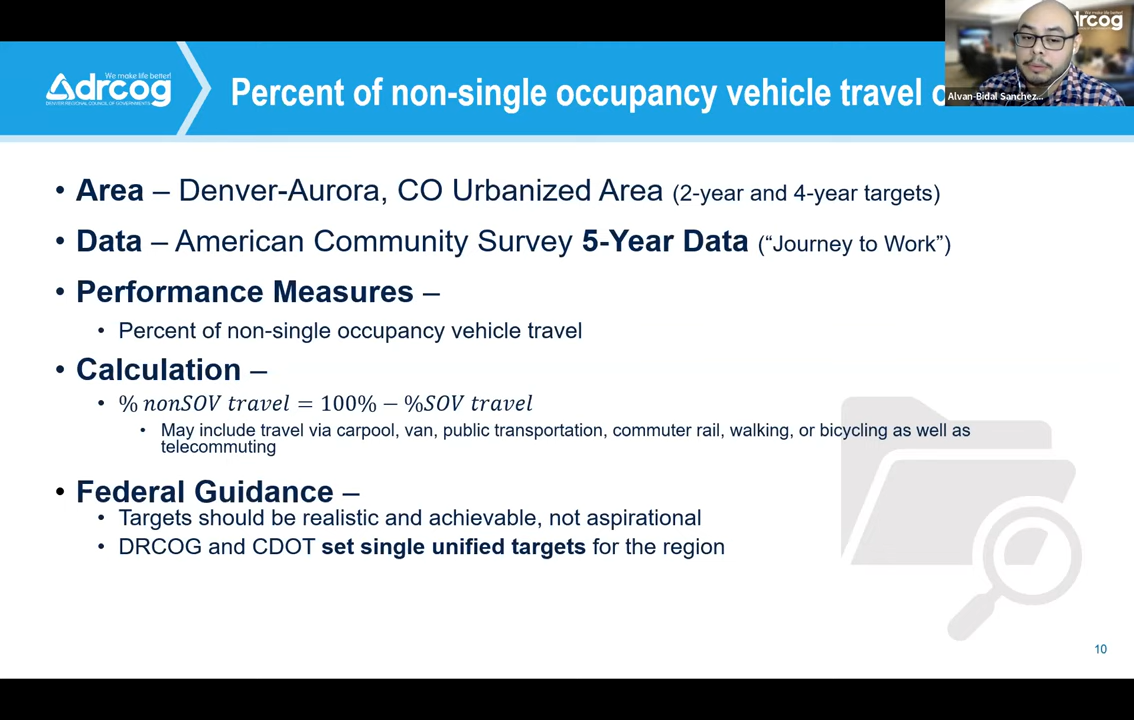 We make life better!
drcog
DENVER REGIONAL COUNCIL OF GOVERNMENTS
Percent of non-single occupancy vehicle travel
We make life better!
rcog
Alvan-Bidal Sanchez...
• Area – Denver-Aurora, CO Urbanized Area (2-year and 4-year targets)
• Data – American Community Survey 5-Year Data (“Journey to Work”)
• Performance Measures –
• Percent of non-single occupancy vehicle travel
• Calculation –
• % nonSOV travel = 100% − %SOV travel
• May include travel via carpool, van, public transportation, commuter rail, walking, or bicycling as well as
telecommuting
• Federal Guidance –
• Targets should be realistic and achievable, not aspirational
• DRCOG and CDOT set single unified targets for the region
10